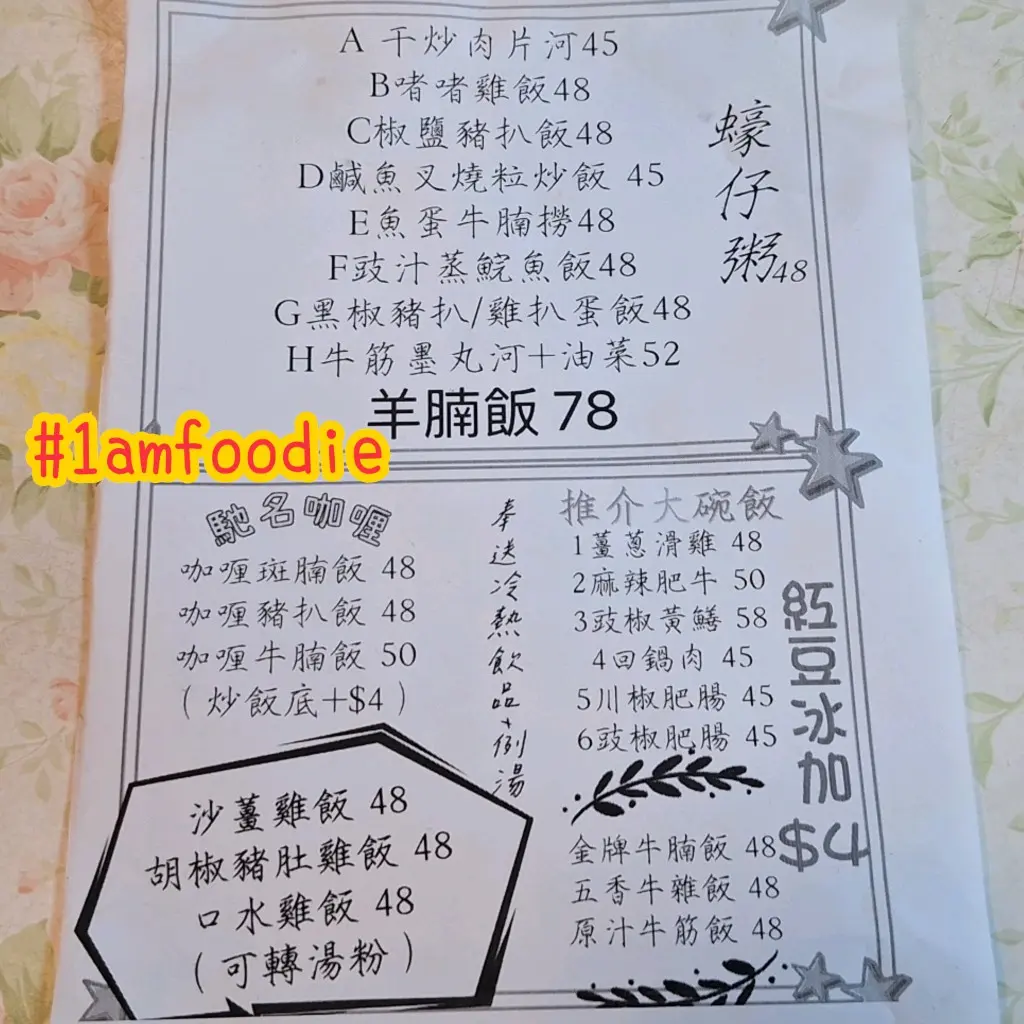 A 干炒肉片河45
B啫啫雞飯48
C椒鹽豬扒飯48
D鹹魚叉燒粒炒飯 45
E魚蛋牛腩撈48
F豉汁蒸鯇魚飯48
G黑椒豬扒/雞扒蛋飯48
H牛筋墨丸河+油菜52
羊腩飯 78
蠔仔粥48
#1amfoodie
馳名咖喱
咖喱斑腩飯 48
咖喱豬扒飯 48
咖喱牛腩飯 50
(炒飯底+$4)
奉送冷熱飲品+例湯
推介大碗飯
1薑蔥滑雞 48
2麻辣肥牛 50
3豉椒黃鱔 58
4回鍋肉 45
5川椒肥腸 45
6豉椒肥腸 45
紅豆冰加$4
沙薑雞飯 48
胡椒豬肚雞飯 48
口水雞飯 48
(可轉湯粉)
金牌牛腩飯 48
五香牛雜飯 48
原汁牛筋飯 48